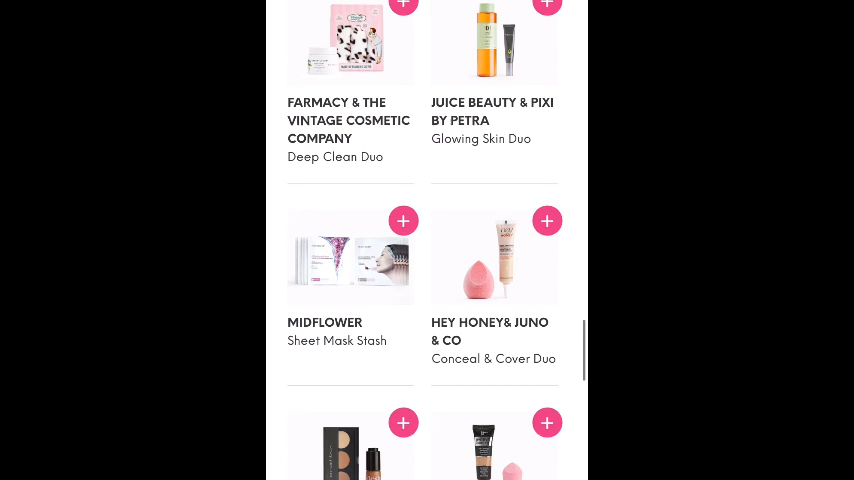 FARMACY & THE
VINTAGE COSMETIC
COMPANY
Deep Clean Duo
JUICE BEAUTY & PIXI
BY PETRA
Glowing Skin Duo
MIDFLOWER
Sheet Mask Stash
HEY HONEY& JUNO
& CO
Conceal & Cover Duo